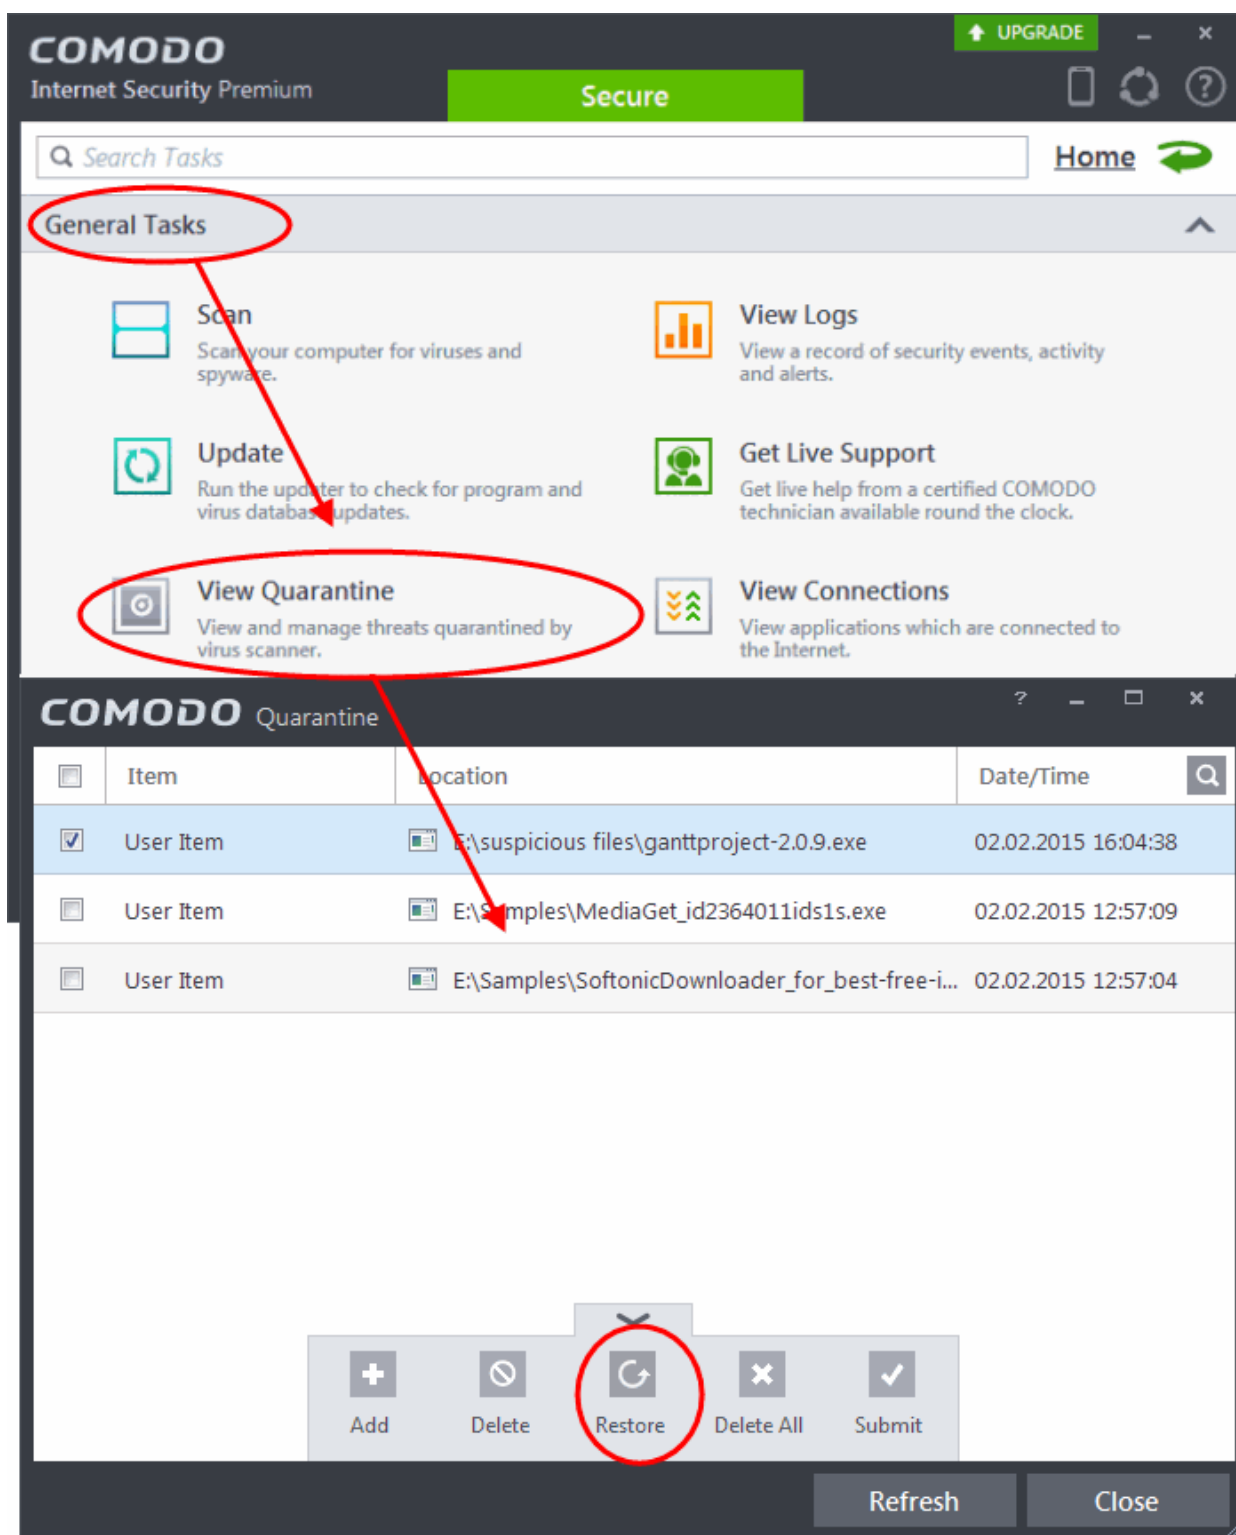 COMODO
Internet Security Premium
UPGRADE
Secure
Search Tasks
Home
General Tasks
Scan
Scan your computer for viruses and
spyware.
View Logs
View a record of security events, activity
and alerts.
Update
Run the updater to check for program and
virus database updates.
Get Live Support
Get live help from a certified COMODO
technician available round the clock.
View Quarantine
View and manage threats quarantined by
virus scanner.
View Connections
View applications which are connected to
the Internet.
COMODO Quarantine
Item Location Date/Time
User Item E:\suspicious files\ganttproject-2.0.9.exe 02.02.2015 16:04:38
User Item E:\Samples\MediaGet_id2364011ids1s.exe 02.02.2015 12:57:09
User Item E:\Samples\SoftonicDownloader_for_best-free-i... 02.02.2015 12:57:04
Add Delete Restore Delete All Submit
Refresh Close